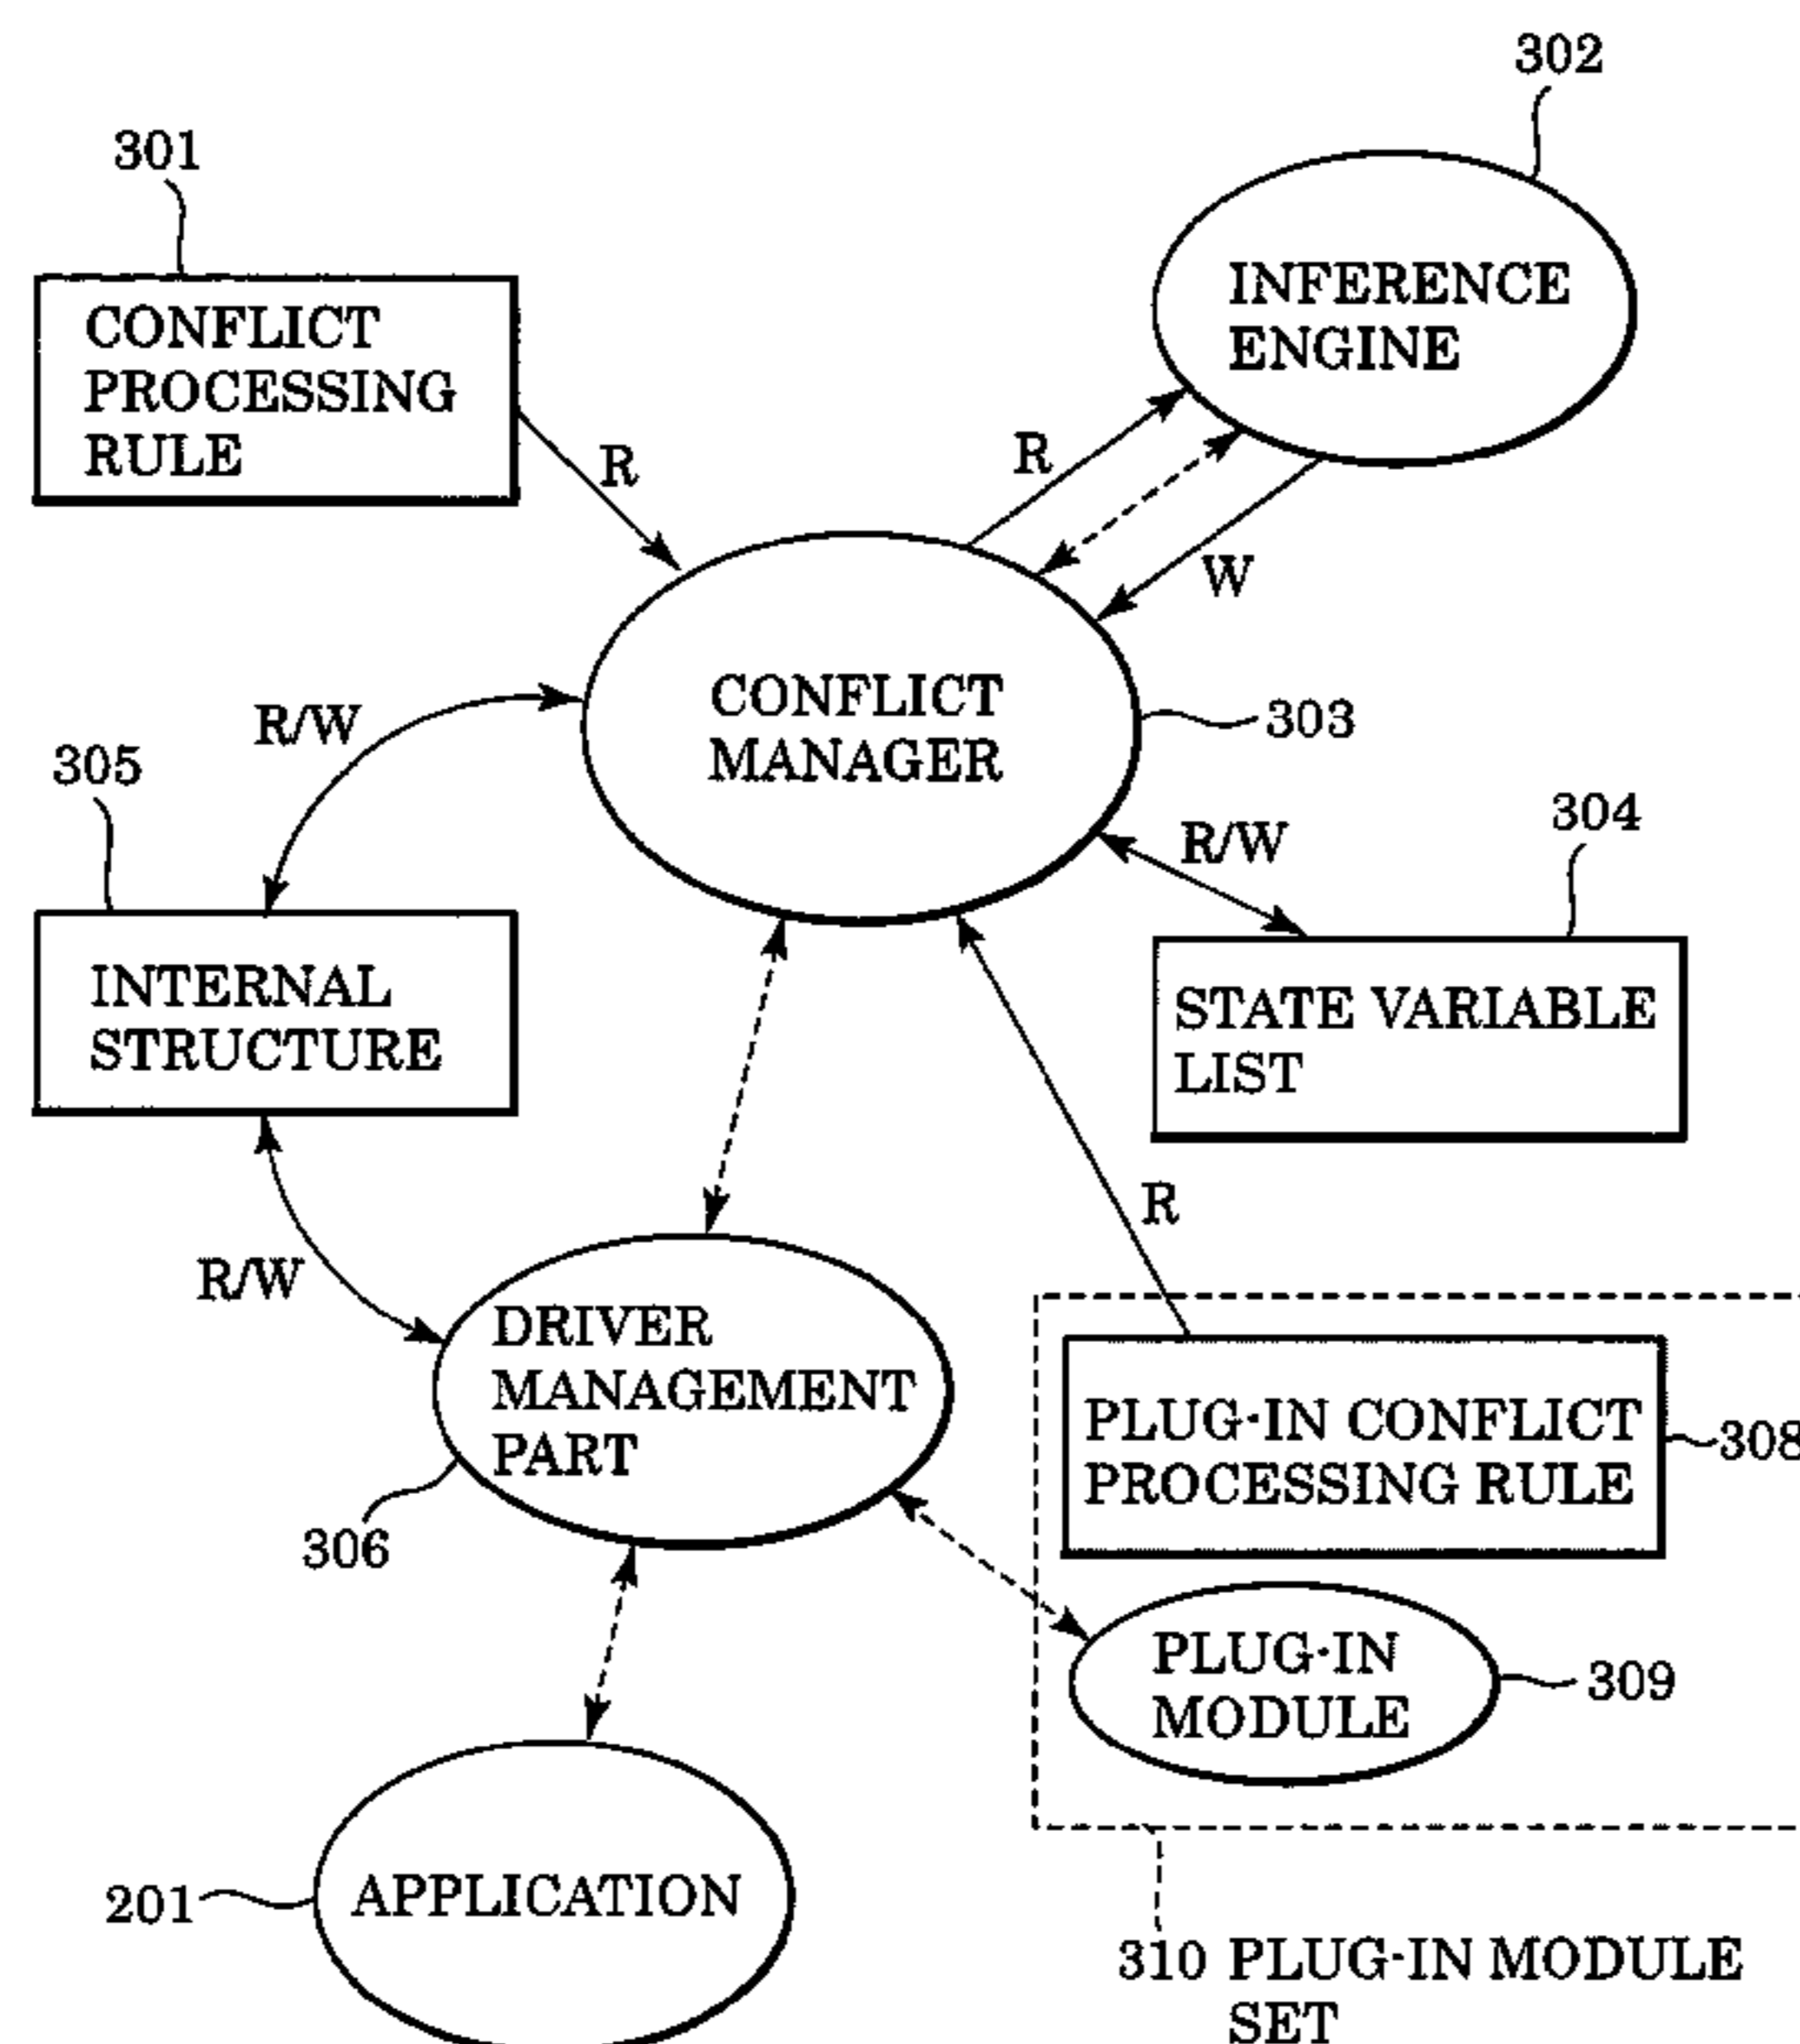 302
301
CONFLICT
PROCESSING
RULE
INFERENCE
ENGINE
R
R
W
CONFLICT
MANAGER
303
R/W
305
R/W
304
INTERNAL
STRUCTURE
STATE VARIABLE
LIST
R
R/W
DRIVER
MANAGEMENT
PART
306
PLUG-IN CONFLICT
PROCESSING RULE
308
PLUG-IN
MODULE
309
201
APPLICATION
310 PLUG-IN MODULE
SET